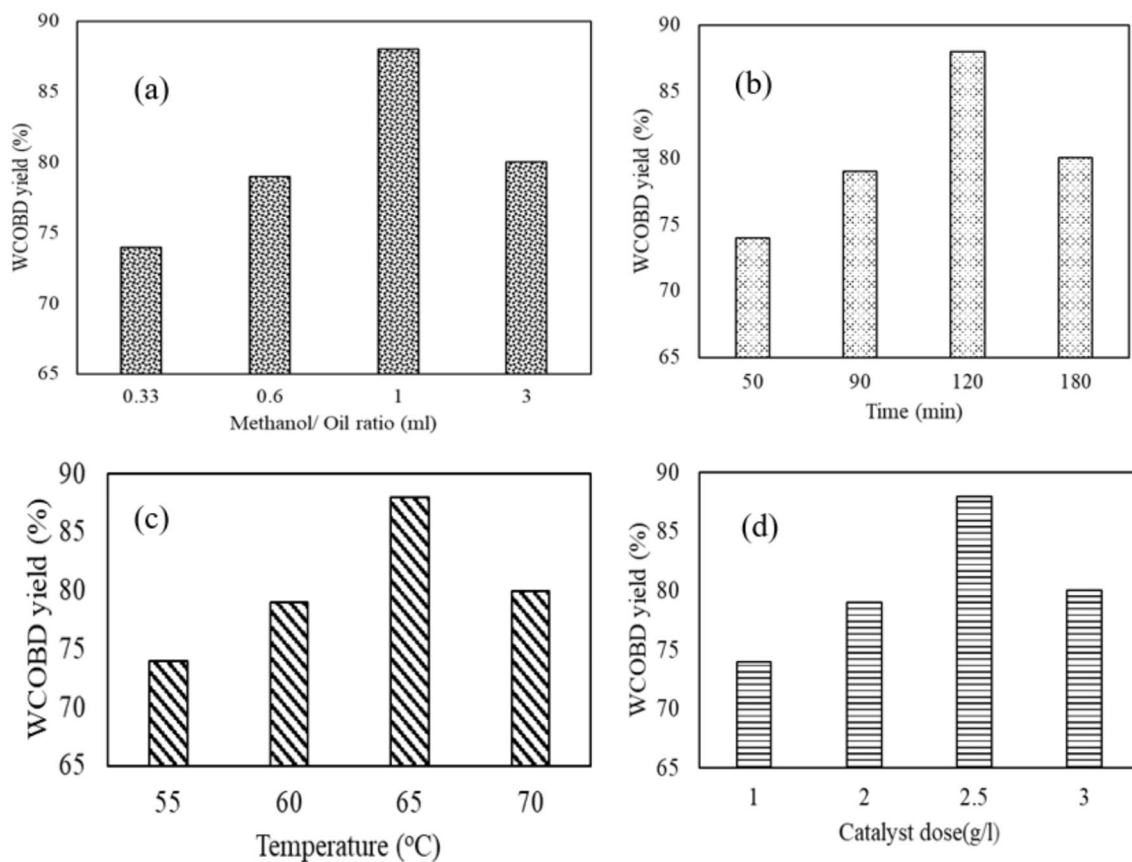 (a)
WCOBD yield (%)
90
85
80
75
70
65
0.33 0.6 1 3
Methanol/ Oil ratio (ml)
(b)
WCOBD yield (%)
90
85
80
75
70
65
50 90 120 180
Time (min)
(c)
WCOBD yield (%)
90
85
80
75
70
65
55 60 65 70
Temperature (°C)
(d)
WCOBD yield (%)
90
85
80
75
70
65
1 2 2.5 3
Catalyst dose(g/l)